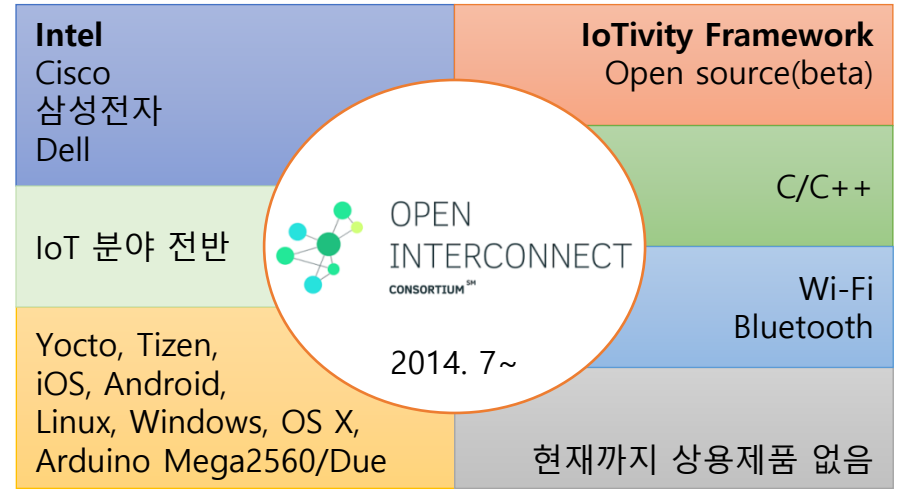 Intel
Cisco
삼성전자
Dell
IoT 분야 전반
Yocto, Tizen,
iOS, Android,
Linux, Windows, OS X,
Arduino Mega2560/Due
OPEN
INTERCONNECT
CONSORTIUM SM
2014. 7~
IoTivity Framework
Open source(beta)
C/C++
Wi-Fi
Bluetooth
현재까지 상용제품 없음